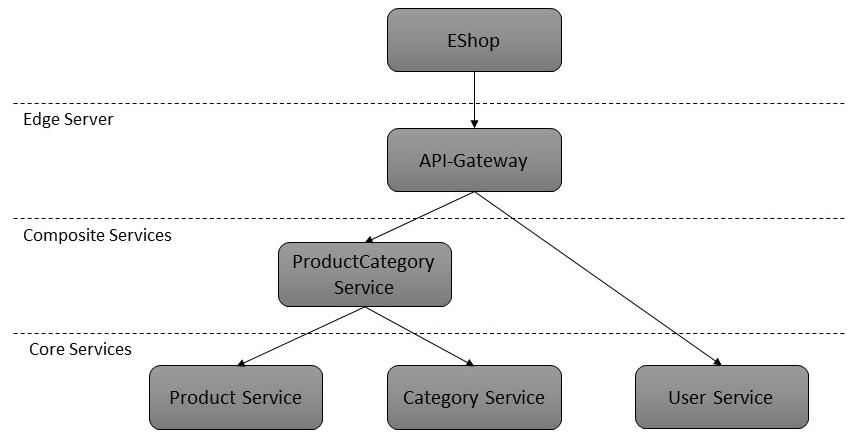 EShop
Edge Server
API-Gateway
Composite Services
ProductCategory
Service
Core Services
Product Service
Category Service
User Service